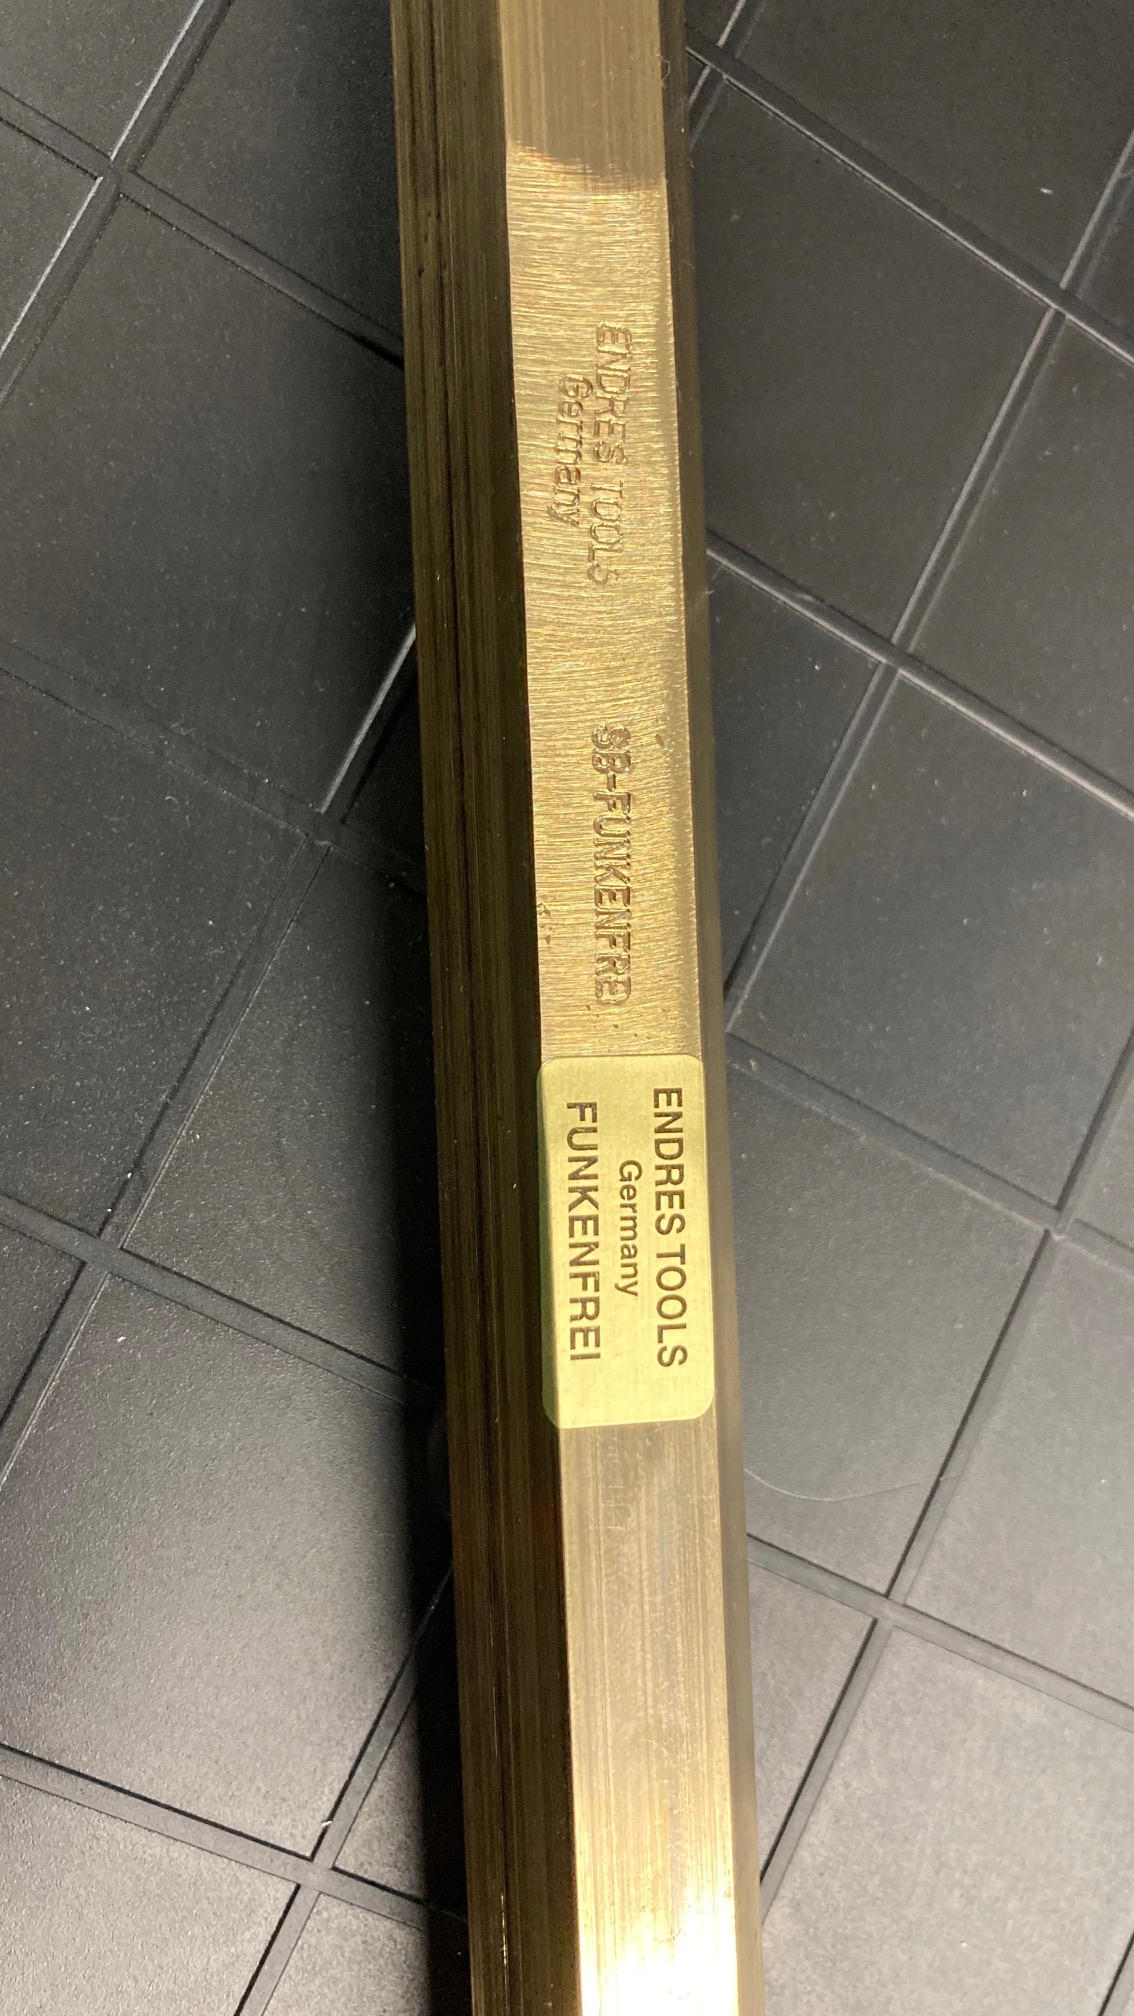 ENDRES TOOLS
Germany
SB-FUNKENFREI
ENDRES TOOLS
Germany
FUNKENFREI